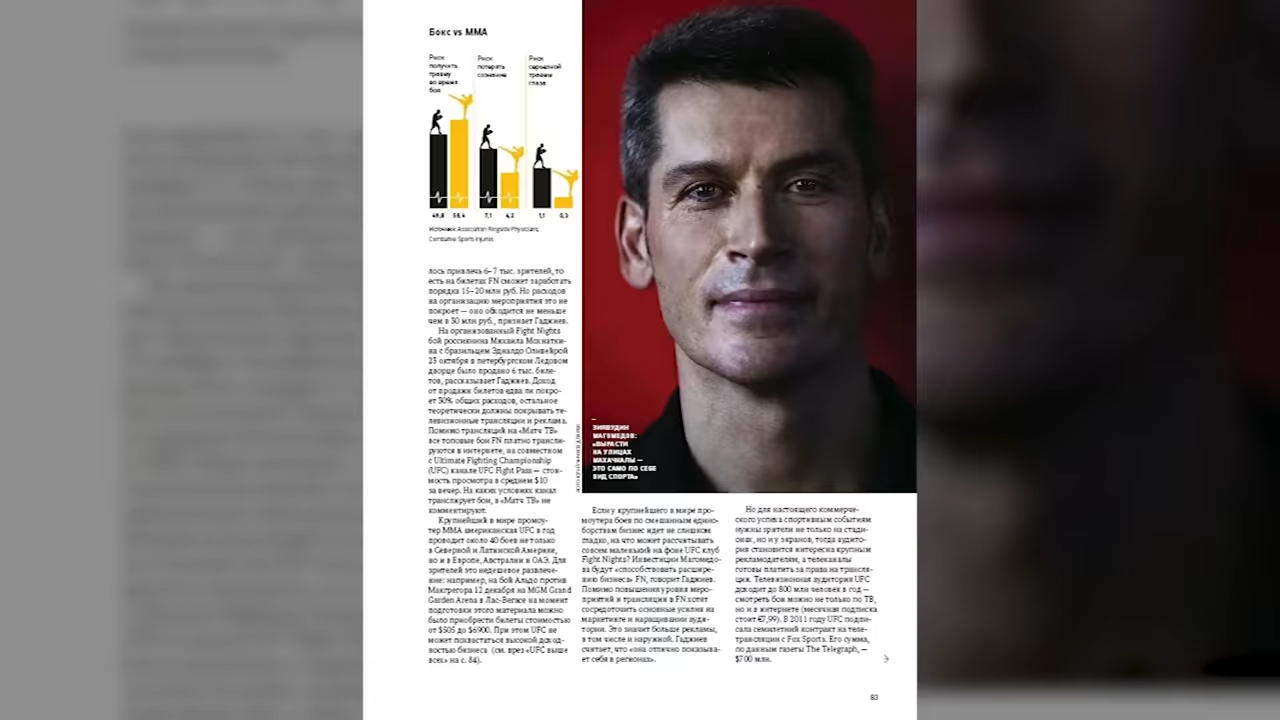 Бокс vs ММА
Риск
получить
травму
во время
боя
Риск
потерять
сознание
Риск
серьезной
травмы
глаза
49,8 59,4 7,1 4,2 1,1 0,3
Источник: Association Ringside Physicians,
Combative Sports Injuries
лось привлечь 6–7 тыс. зрителей, то
есть на билетах FN сможет заработать
порядка 15–20 млн руб. Но расходов
на организацию мероприятия это не
покроет — оно обходится не меньше
чем в 30 млн руб., признает Гаджиев.
На организованный Fight Nights
бой россиянина Михаила Мохнатки-
на с бразильцем Эдналдо Оливейрой
23 октября в петербургском Ледовом
дворце было продано 6 тыс. биле-
тов, рассказывает Гаджиев. Доход
от продажи билетов едва ли покро-
ет 50% общих расходов, остальное
теоретически должны покрывать те-
левизионные трансляции и реклама.
Помимо трансляций на «Матч ТВ»
все топовые бои FN платно трансли-
руются в интернете, на совместном
с Ultimate Fighting Championship
(UFC) канале UFC Fight Pass — стои-
мость просмотра в среднем $10
за вечер. На каких условиях канал
транслирует бои, в «Матч ТВ» не
комментируют.
Крупнейший в мире промоу-
тер ММА американская UFC в год
проводит около 40 боев не только
в Северной и Латинской Америке,
но и в Европе, Австралии и ОАЭ. Для
зрителей это недешевое развлече-
ние: например, на бой Альдо против
Макгрегора 12 декабря на MGM Grand
Garden Arena в Лас-Вегасе на момент
подготовки этого материала можно
было приобрести билеты стоимостью
от $505 до $6900. При этом UFC не
может похвастаться высокой доход-
ностью бизнеса (см. врез «UFC выше
всех» на с. 84).
ЗИЯВУДИН
МАГОМЕДОВ:
«ВЫРАСТИ
НА УЛИЦАХ
МАХАЧКАЛЫ —
ЭТО САМО ПО СЕБЕ
ВИД СПОРТА»
Если у крупнейшего в мире про-
моутера боев по смешанным едино-
борствам бизнес идет не слишком
гладко, на что может рассчитывать
совсем маленький на фоне UFC клуб
Fight Nights? Инвестиции Магомедо-
ва будут «способствовать расшире-
нию бизнеса» FN, говорит Гаджиев.
Помимо повышения уровня меро-
приятий и трансляции в FN хотят
сосредоточить основные усилия на
маркетинге и наращивании ауди-
тории. Это значит больше рекламы,
в том числе и наружной. Гаджиев
считает, что «она отлично показыва-
ет себя в регионах».
Но для настоящего коммерче-
ского успеха спортивным событиям
нужны зрители не только на стади-
онах, но и у экранов, тогда аудито-
рия становится интересна крупным
рекламодателям, а телеканалы
готовы платить за права на трансля-
ции. Телевизионная аудитория UFC
доходит до 800 млн человек в год —
смотреть бои можно не только по ТВ,
но и в интернете (месячная подписка
стоит €7,99). В 2011 году UFC подпи-
сала семилетний контракт на теле-
трансляции с Fox Sports. Его сумма,
по данным газеты The Telegraph, —
$700 млн.
83